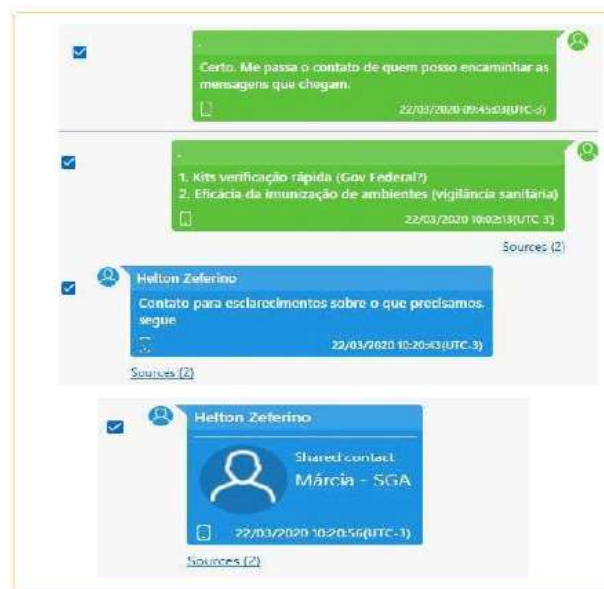 .
Certo. Me passa o contato de quem posso encaminhar as
mensagens que chegam.
22/03/2020 09:45:03(UTC-3)
.
1. Kits verificação rápida (Gov Federal?)
2. Eficácia da imunização de ambientes (vigilância sanitária)
22/03/2020 10:02:13(UTC-3)
Sources (2)
Helton Zeferino
Contato para esclarecimentos sobre o que precisamos.
segue
22/03/2020 10:20:43(UTC-3)
Sources (2)
Helton Zeferino
Shared contact
Márcia - SGA
22/03/2020 10:20:56(UTC-3)
Sources (2)